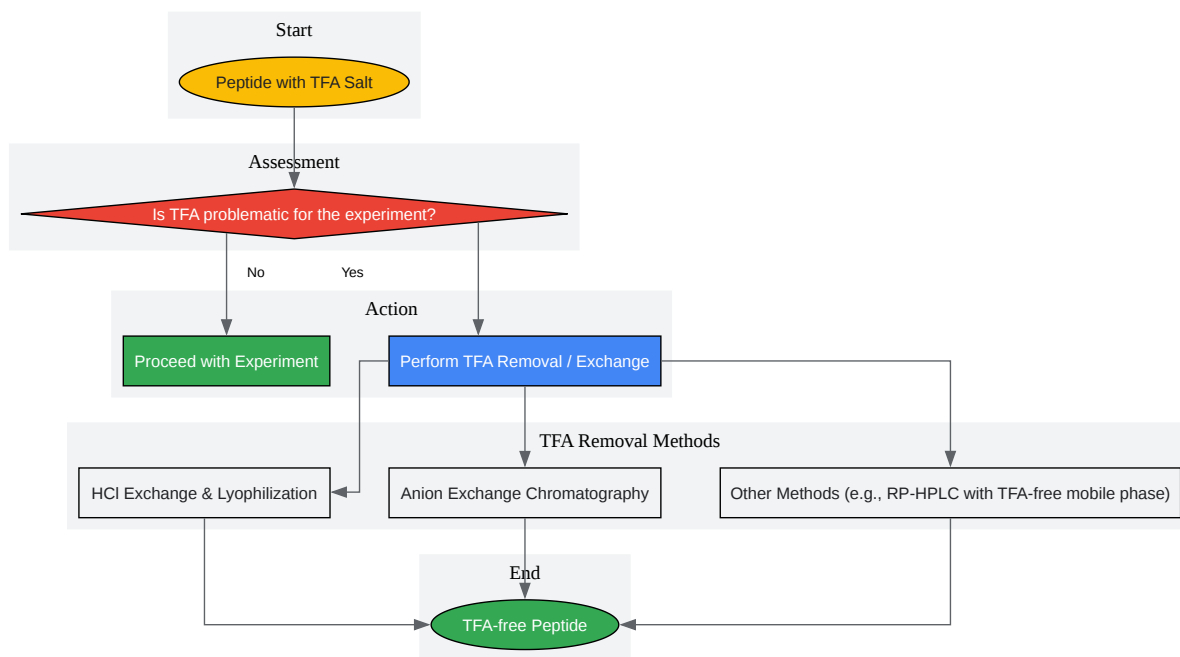 Start
Peptide with TFA Salt
Assessment
Is TFA problematic for the experiment?
No
Yes
Action
Proceed with Experiment
Perform TFA Removal / Exchange
TFA Removal Methods
HCl Exchange & Lyophilization
Anion Exchange Chromatography
Other Methods (e.g., RP-HPLC with TFA-free mobile phase)
End
TFA-free Peptide